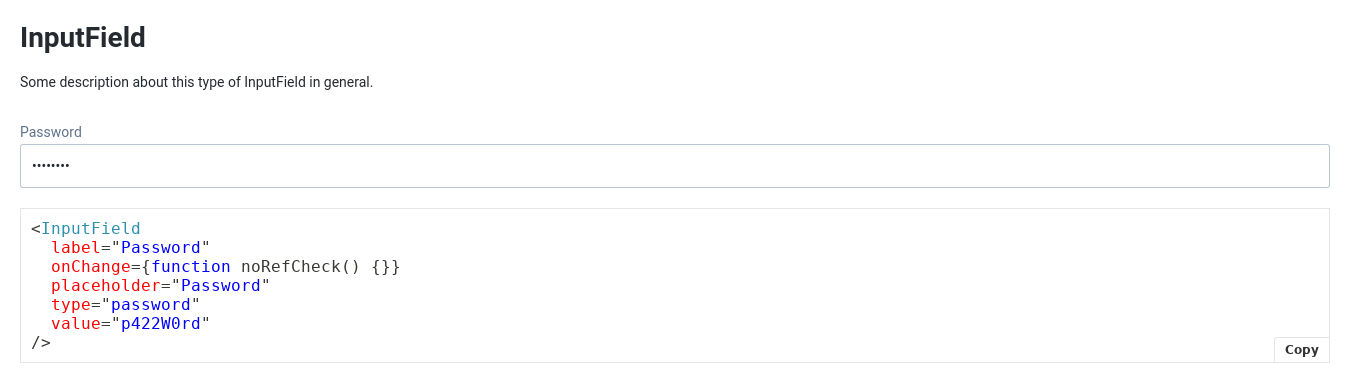 InputField
Some description about this type of InputField in general.
Password
••••••••
<InputField
  label="Password"
  onChange={function noRefCheck() {}}
  placeholder="Password"
  type="password"
  value="p422W0rd"
/>
Copy